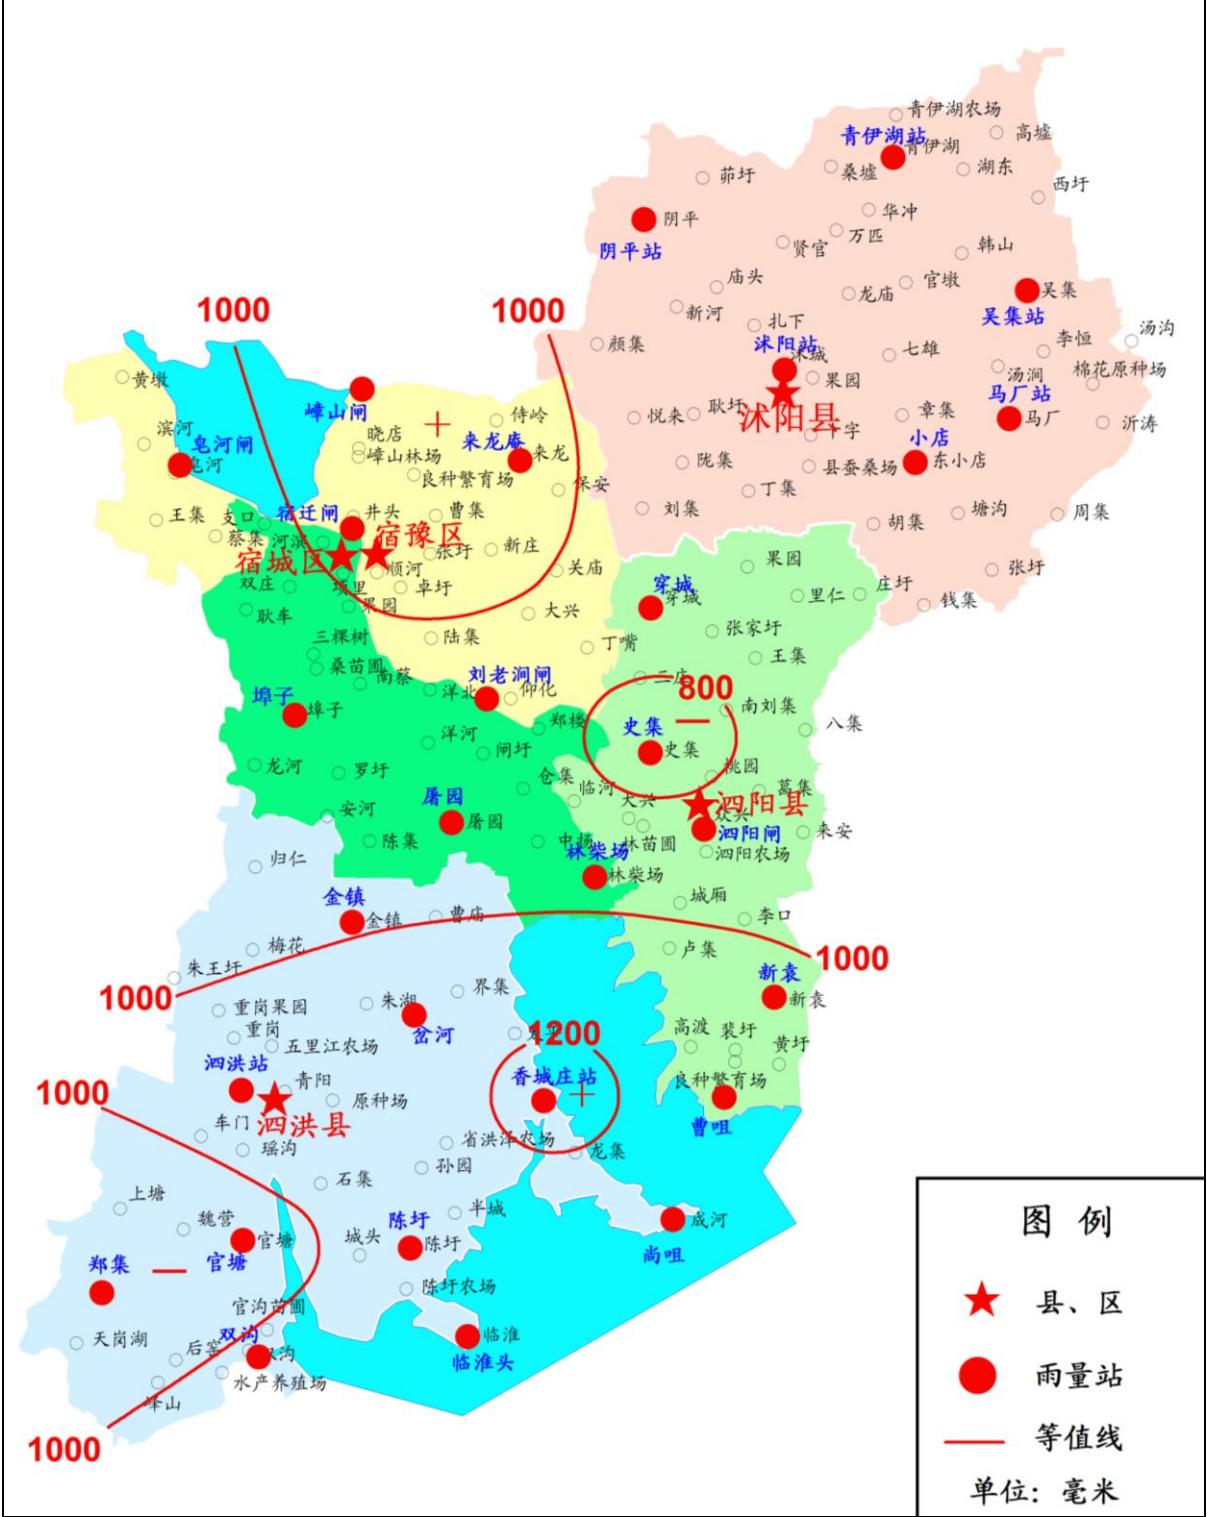 青伊湖农场
高墟
青伊湖站
青伊湖
桑墟
湖东
西圩
茆圩
阴平
阴平站
华冲
万匹
贤官
韩山
庙头
官墩
龙庙
吴集
吴集站
新河
扎下
汤沟
李恒
1000
1000
颜集
沭阳站
沭城
七雄
汤涧
棉花原种场
果园
马厂站
马厂
黄墩
嶂山闸
侍岭
悦来
耿圩
沭阳县
十字
章集
沂涛
小店
东小店
滨河
皂河闸
皂河
晓店
嶂山林场
来龙庵
来龙
良种繁育场
保安
陇集
县蚕桑场
丁集
刘集
胡集
塘沟
周集
王集
支口
蔡集
河滨
宿迁闸
井头
曹集
宿豫区
宿城区
张圩
新庄
关庙
果园
张圩
双庄
项里
顺河
卓圩
穿城
穿城
里仁
庄圩
钱集
耿车
果园
大兴
三棵树
陆集
丁嘴
张家圩
王集
桑苗圃
南蔡
洋北
刘老涧闸
仰化
二庄
800
南刘集
埠子
埠子
洋河
郑楼
闸圩
史集
史集
八集
龙河
罗圩
仓集
临河
桃园
葛集
安河
屠园
屠园
大兴
泗阳县
众兴
泗阳闸
来安
陈集
中扬
林柴场
林柴场
林苗圃
泗阳农场
归仁
金镇
金镇
曹庙
城厢
李口
梅花
卢集
1000
朱王圩
1000
新袁
新袁
界集
朱湖
岔河
重岗果园
重岗
五里江农场
1200
高渡
裴圩
黄圩
泗洪站
青阳
香城庄站
良种繁育场
1000
原种场
曹咀
泗洪县
车门
瑶沟
省洪泽农场
龙集
孙园
石集
上塘
半城
魏营
官塘
官塘
陈圩
陈圩
城头
成河
尚咀
郑集
陈圩农场
官沟苗圃
双沟
双沟
天岗湖
后窑
临淮
临淮头
水产养殖场
峰山
1000
图 例
县、区
雨量站
等值线
单位：毫米